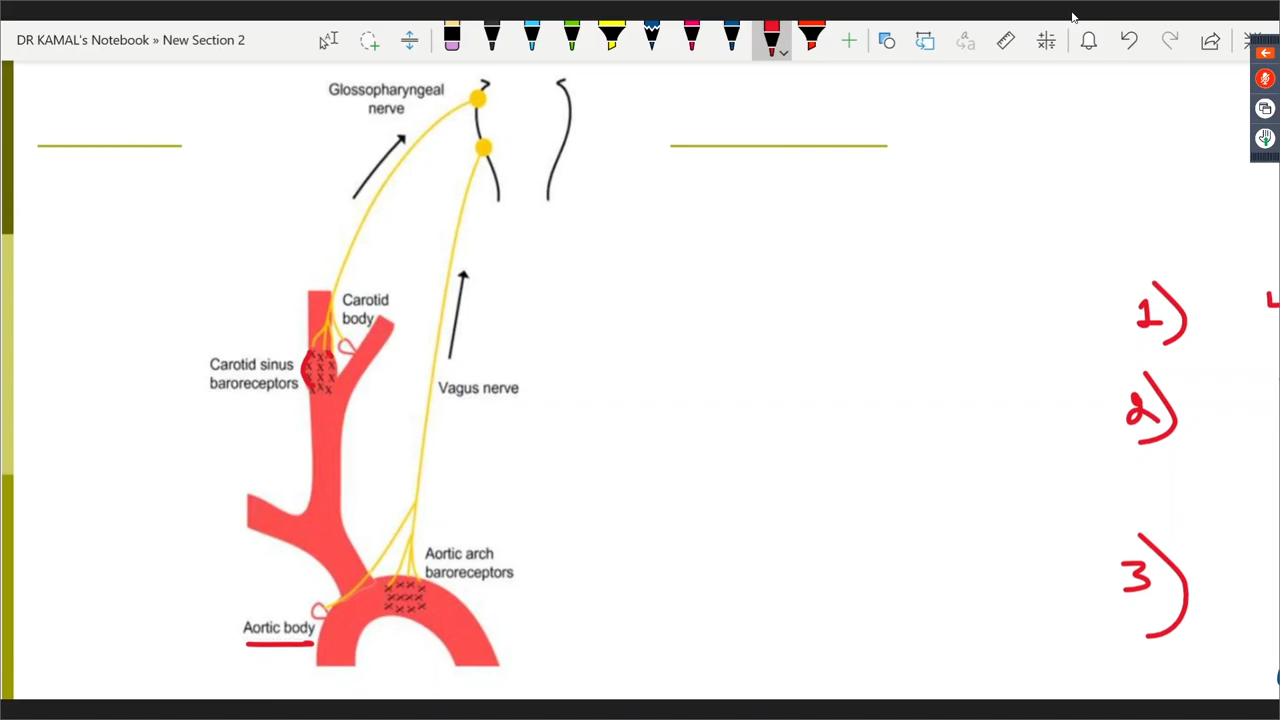 DR KAMAL's Notebook » New Section 2
Glossopharyngeal
nerve
Carotid
body
Carotid sinus
baroreceptors
Vagus nerve
Aortic arch
baroreceptors
Aortic body
1)
2)
3)